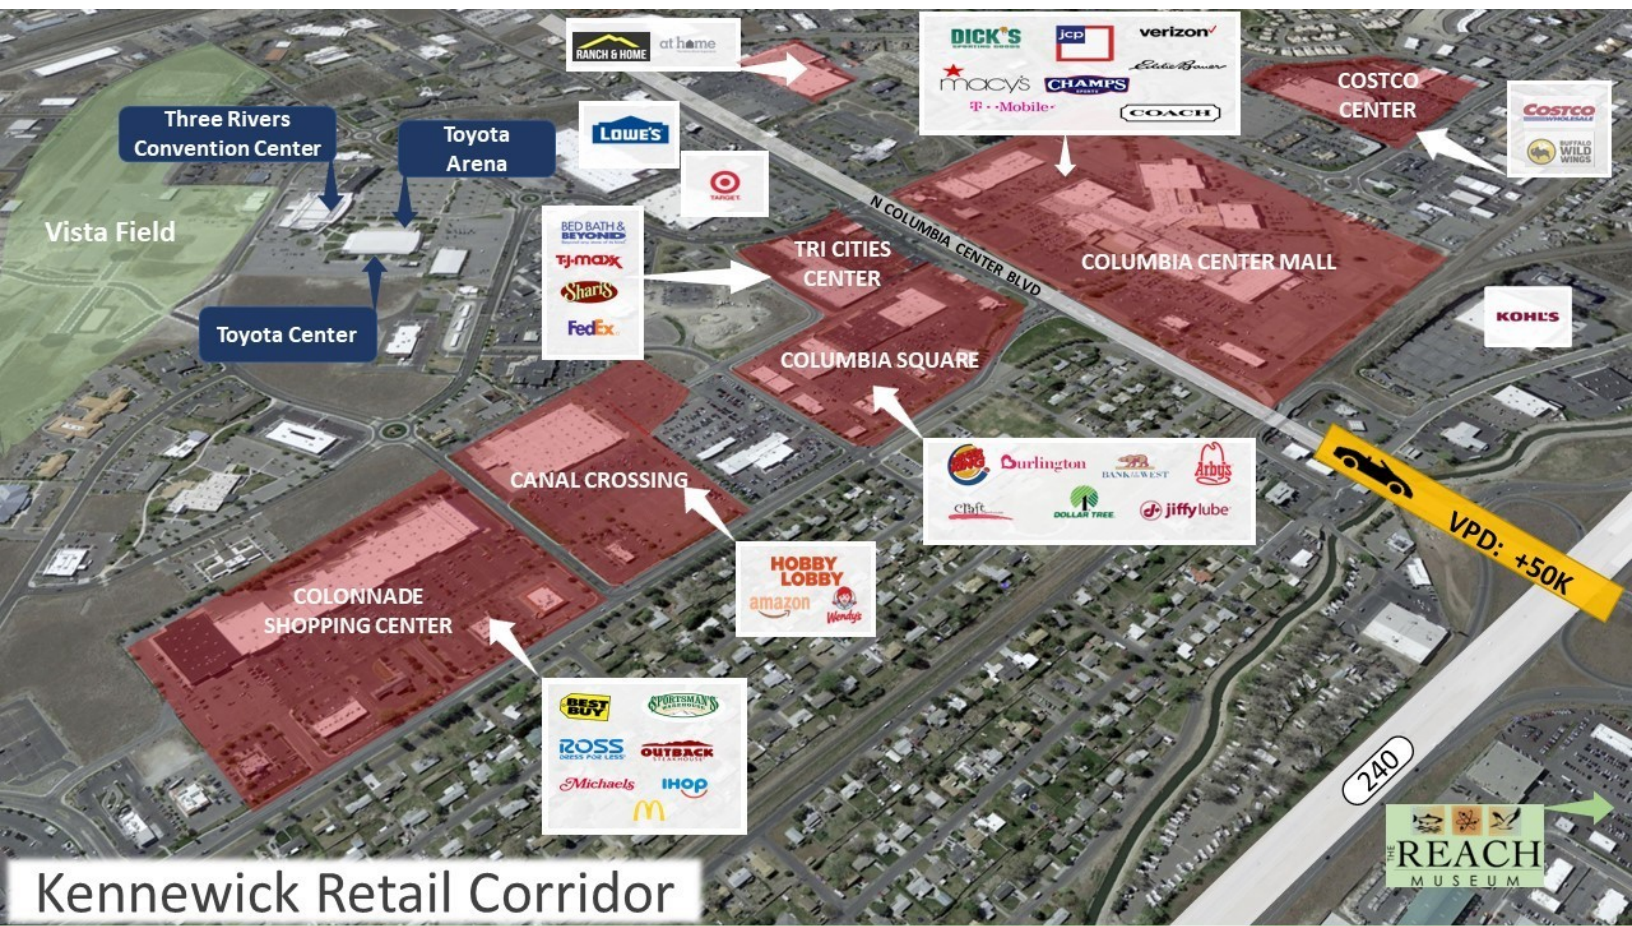 RANCH & HOME
at home
DICK'S
SPORTING GOODS
jcp
verizon
macy's
CHAMPS
SPORTS
Eddie Bauer
T-Mobile
COACH
COSTCO
CENTER
COSTCO
WHOLESALE
BUFFALO
WILD
WINGS
Three Rivers
Convention Center
Toyota
Arena
LOWE'S
TARGET
Vista Field
BED BATH &
BEYOND
T·J·maxx
Shari's
FedEx
TRI CITIES
CENTER
N COLUMBIA CENTER BLVD
COLUMBIA CENTER MALL
KOHL'S
Toyota Center
COLUMBIA SQUARE
BURGER
KING
Burlington
BANK OF THE WEST
Arby's
Craft
DOLLAR TREE
jiffy lube
VPD: +50K
CANAL CROSSING
HOBBY
LOBBY
amazon
Wendy's
COLONNADE
SHOPPING CENTER
BEST
BUY
SPORTSMAN'S
WAREHOUSE
ROSS
DRESS FOR LESS
OUTBACK
STEAKHOUSE
Michaels
IHOP
240
THE
REACH
MUSEUM
Kennewick Retail Corridor